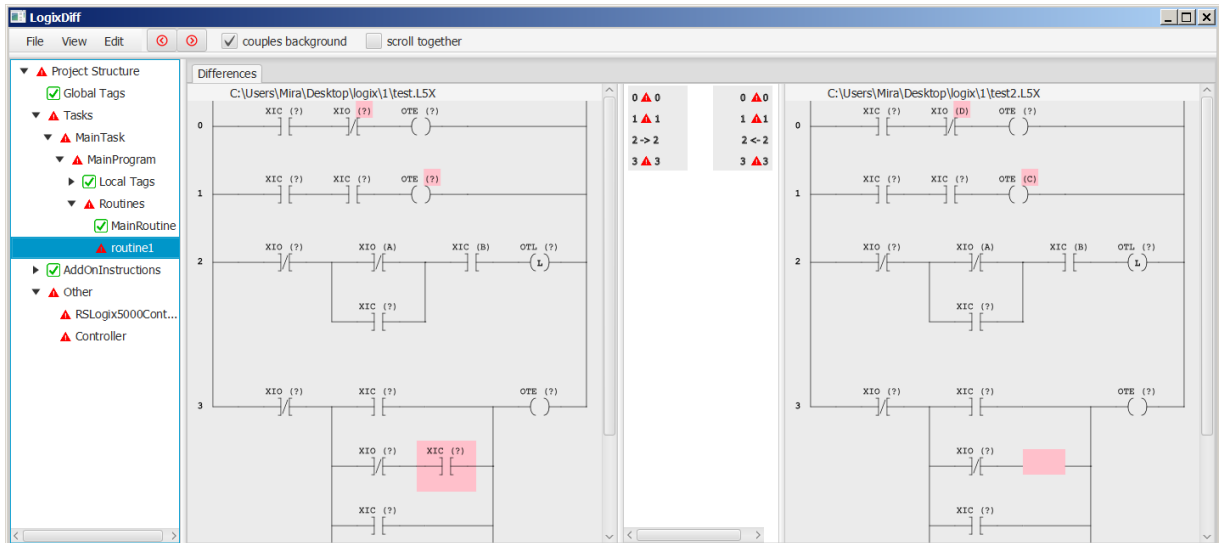 LogixDiff
File View Edit couples background scroll together
Project Structure
Global Tags
Tasks
MainTask
MainProgram
Local Tags
Routines
MainRoutine
routine1
AddOnInstructions
Other
RSLogix5000Cont...
Controller
Differences
C:\Users\Mira\Desktop\logix\1\test.L5X
XIC (?) XIO (?) OTE (?)
0
XIC (?) XIC (?) OTE (?)
1
XIO (?) XIO (A) XIC (B) OTL (?)
2 L
XIC (?)
XIO (?) XIC (?) OTE (?)
3
XIO (?) XIC (?)
XIC (?)
0 0 0 0
1 1 1 1
2 -> 2 2 <- 2
3 3 3 3
C:\Users\Mira\Desktop\logix\1\test2.L5X
XIC (?) XIO (D) OTE (?)
0
XIC (?) XIC (?) OTE (C)
1
XIO (?) XIO (A) XIC (B) OTL (?)
2 L
XIC (?)
XIO (?) XIC (?) OTE (?)
3
XIO (?)
XIC (?)